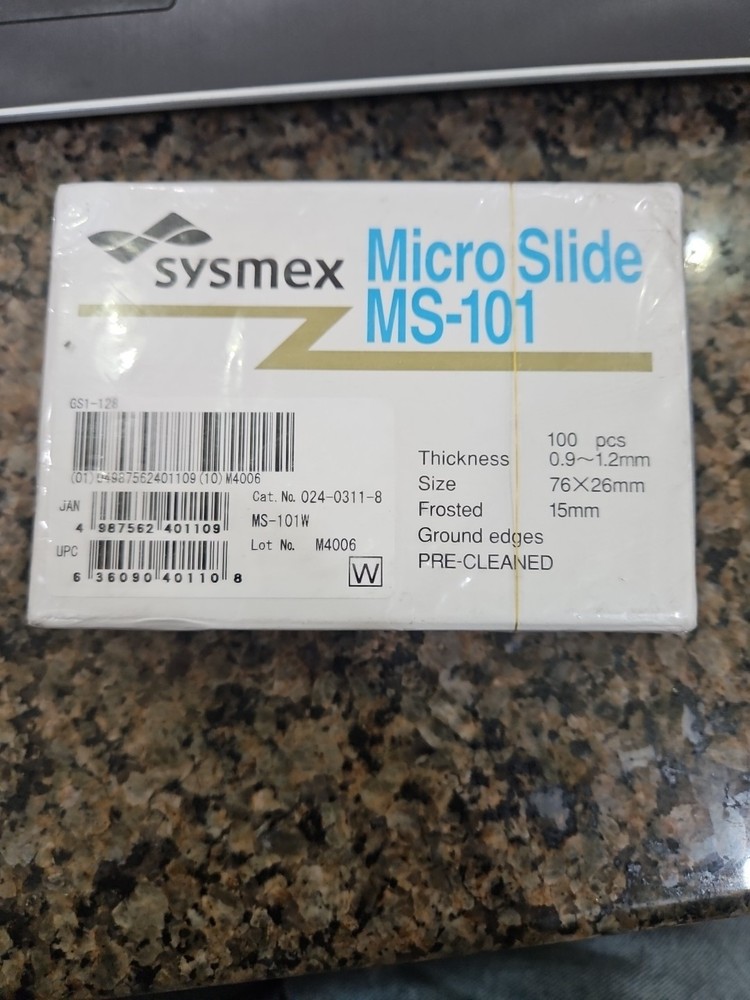 sysmex
Micro Slide
MS-101
GS1-128
(01)04987562401109(10)M4006
JAN
4 987562 401109
UPC
6 36090 40110 8
Cat. No. 024-0311-8
MS-101W
Lot No. M4006
W
100 pcs
Thickness 0.9～1.2mm
Size 76×26mm
Frosted 15mm
Ground edges
PRE-CLEANED